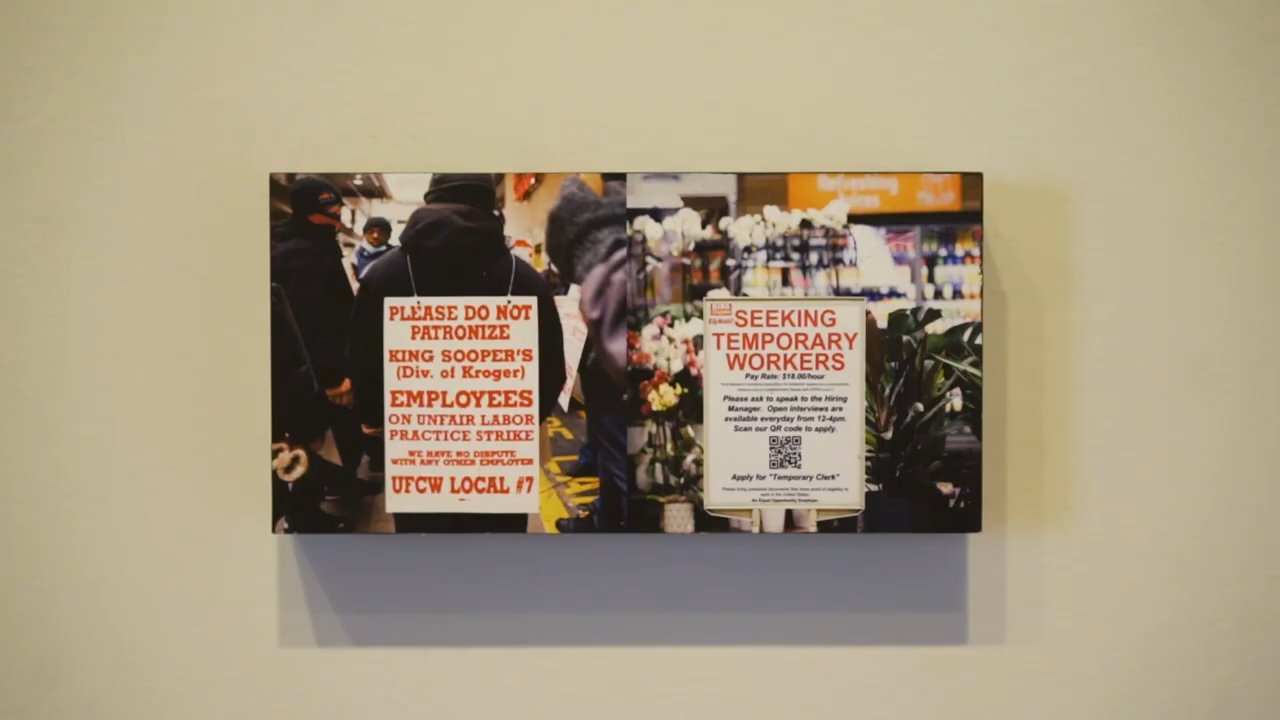 PLEASE DO NOT
PATRONIZE
KING SOOPER'S
(Div. of Kroger)
EMPLOYEES
ON UNFAIR LABOR
PRACTICE STRIKE
WE HAVE NO DISPUTE
WITH ANY OTHER EMPLOYER
UFCW LOCAL #7
Refreshing
SEEKING
TEMPORARY
WORKERS
Pay Rate: $18.00/hour
Please ask to speak to the Hiring
Manager. Open interviews are
available everyday from 12-4pm.
Scan our QR code to apply.
Apply for "Temporary Clerk"
An Equal Opportunity Employer